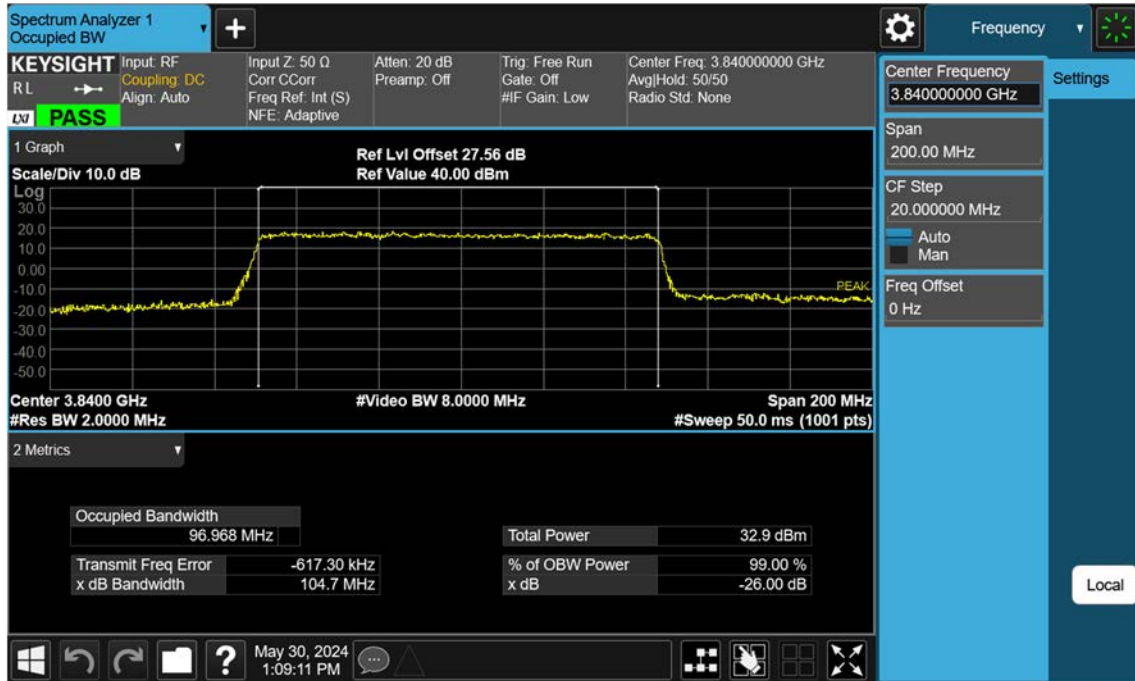 Spectrum Analyzer 1
Occupied BW
+
Frequency
KEYSIGHT
R L
LXI
PASS
Input: RF
Coupling: DC
Align: Auto
Input Z: 50 Ω
Corr CCorr
Freq Ref: Int (S)
NFE: Adaptive
Atten: 20 dB
Preamp: Off
Trig: Free Run
Gate: Off
#IF Gain: Low
Center Freq: 3.840000000 GHz
Avg|Hold: 50/50
Radio Std: None
1 Graph
Scale/Div 10.0 dB
Ref Lvl Offset 27.56 dB
Ref Value 40.00 dBm
Log
30.0
20.0
10.0
0.00
-10.0
-20.0
-30.0
-40.0
-50.0
PEAK
Center 3.8400 GHz
#Res BW 2.0000 MHz
#Video BW 8.0000 MHz
Span 200 MHz
#Sweep 50.0 ms (1001 pts)
2 Metrics
Occupied Bandwidth
96.968 MHz
Transmit Freq Error -617.30 kHz
x dB Bandwidth 104.7 MHz
Total Power 32.9 dBm
% of OBW Power 99.00 %
x dB -26.00 dB
?
May 30, 2024
1:09:11 PM
Center Frequency
3.840000000 GHz
Span
200.00 MHz
CF Step
20.000000 MHz
Auto
Man
Freq Offset
0 Hz
Settings
Local